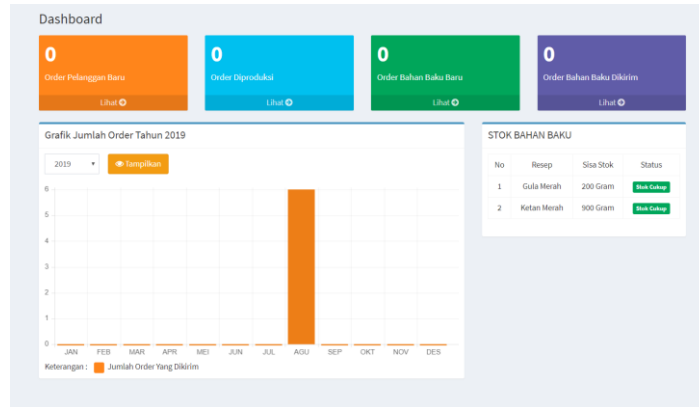 Dashboard
0
Order Pelanggan Baru
Lihat
0
Order Diproduksi
Lihat
0
Order Bahan Baku Baru
Lihat
0
Order Bahan Baku Dikirim
Lihat
Grafik Jumlah Order Tahun 2019
2019 Tampilkan
6
5
4
3
2
1
0
JAN FEB MAR APR MEI JUN JUL AGU SEP OKT NOV DES
Keterangan : Jumlah Order Yang Dikirim
STOK BAHAN BAKU
No Resep Sisa Stok Status
1 Gula Merah 200 Gram Stok Cukup
2 Ketan Merah 900 Gram Stok Cukup